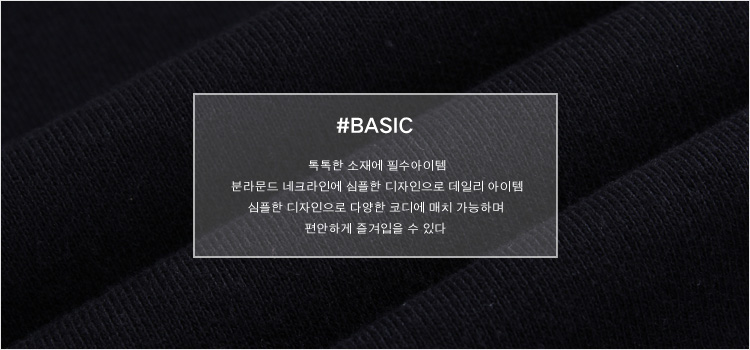 #BASIC
톡톡한 소재에 필수아이템
분라문드 네크라인에 심플한 디자인으로 데일리 아이템
심플한 디자인으로 다양한 코디에 매치 가능하며
편안하게 즐겨입을 수 있다